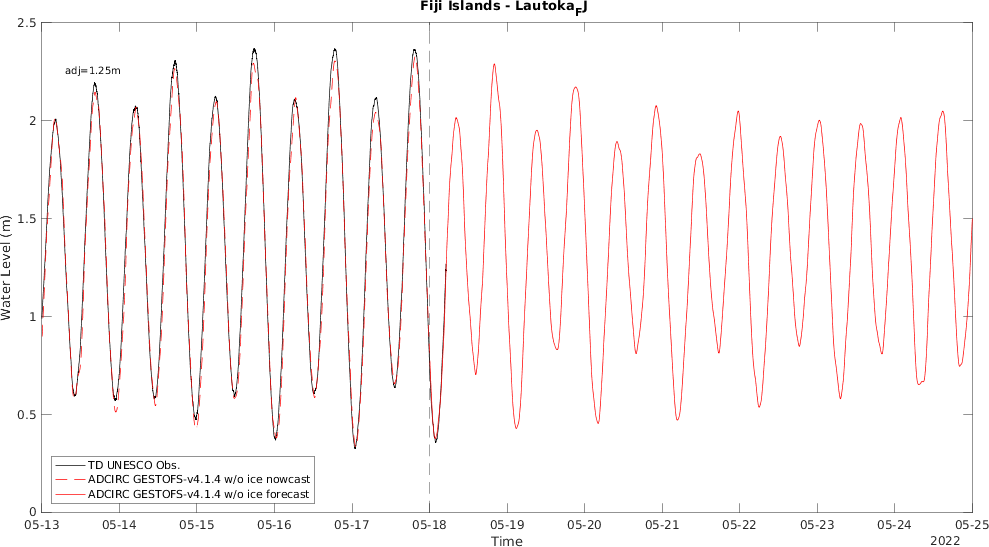 Fiji Islands - Lautoka_FJ
2.5
adj=1.25m
2
1.5
Water Level (m)
1
0.5
TD UNESCO Obs.
ADCIRC GESTOFS-v4.1.4 w/o ice nowcast
ADCIRC GESTOFS-v4.1.4 w/o ice forecast
0
05-13 05-14 05-15 05-16 05-17 05-18 05-19 05-20 05-21 05-22 05-23 05-24 05-25
Time
2022